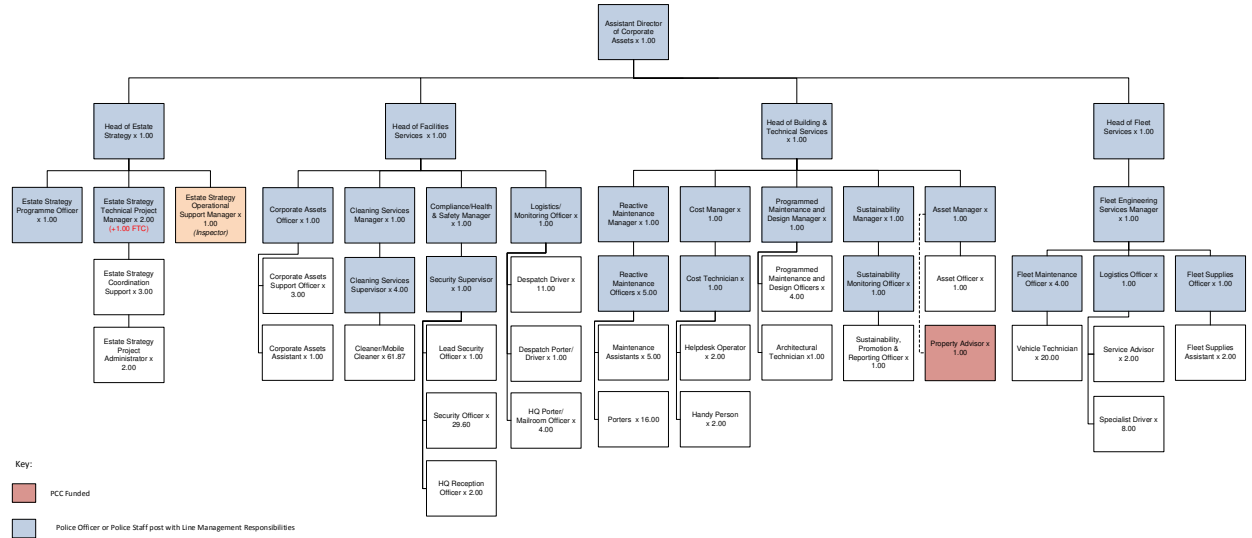 Assistant Director
of Corporate
Assets x 1.00
Head of Estate
Strategy x 1.00
Head of Facilities
Services x 1.00
Head of Building &
Technical Services
x 1.00
Head of Fleet
Services x 1.00
Estate Strategy
Programme Officer
x 1.00
Estate Strategy
Technical Project
Manager x 2.00
(+1.00 FTC)
Estate Strategy
Operational
Support Manager x
1.00
(Inspector)
Corporate Assets
Officer x 1.00
Cleaning Services
Manager x 1.00
Compliance/Health
& Safety Manager
x 1.00
Logistics/
Monitoring Officer x
1.00
Reactive
Maintenance
Manager x 1.00
Cost Manager x
1.00
Programmed
Maintenance and
Design Manager x
1.00
Sustainability
Manager x 1.00
Asset Manager x
1.00
Fleet Engineering
Services Manager
x 1.00
Estate Strategy
Coordination
Support x 3.00
Corporate Assets
Support Officer x
3.00
Cleaning Services
Supervisor x 4.00
Security Supervisor
x 1.00
Despatch Driver x
11.00
Reactive
Maintenance
Officers x 5.00
Cost Technician x
1.00
Programmed
Maintenance and
Design Officers x
4.00
Sustainability
Monitoring Officer x
1.00
Asset Officer x
1.00
Fleet Maintenance
Officer x 4.00
Logistics Officer x
1.00
Fleet Supplies
Officer x 1.00
Estate Strategy
Project
Administrator x
2.00
Corporate Assets
Assistant x 1.00
Cleaner/Mobile
Cleaner x 61.87
Lead Security
Officer x 1.00
Despatch Porter/
Driver x 1.00
Maintenance
Assistants x 5.00
Helpdesk Operator
x 2.00
Architectural
Technician x1.00
Sustainability,
Promotion &
Reporting Officer x
1.00
Property Advisor x
1.00
Vehicle Technician
x 20.00
Service Advisor
x 2.00
Fleet Supplies
Assistant x 2.00
Security Officer x
29.60
HQ Porter/
Mailroom Officer x
4.00
Porters x 16.00
Handy Person
x 2.00
Specialist Driver x
8.00
HQ Reception
Officer x 2.00
Key:
PCC Funded
Police Officer or Police Staff post with Line Management Responsibilities